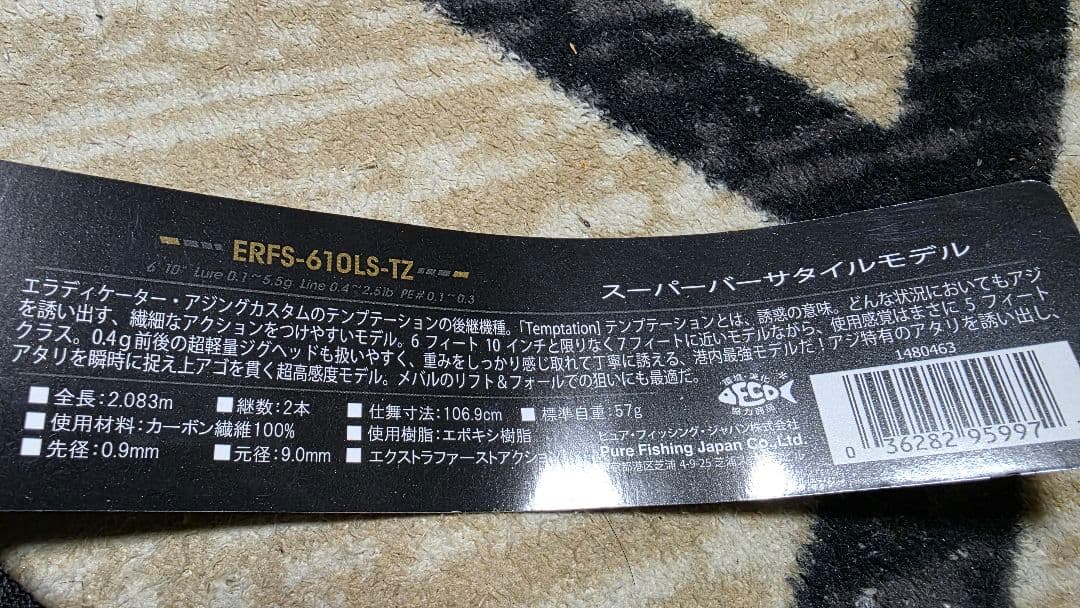 ERFS-610LS-TZ
6'10" Lure 0.1~5.5g Line 0.4~2.5lb PE# 0.1~0.3
スーパーバーサタイルモデル
エラディケーター・アジングカスタムのテンプテーションの後継機種。「Temptation］テンプテーションとは、誘惑の意味。どんな状況においてもアジ
を誘い出す、繊細なアクションをつけやすいモデル。6フィート10インチと限りなく7フィートに近いモデルながら、使用感覚はまさに5フィート
クラス。0.4g前後の超軽量ジグヘッドも扱いやすく、重みをしっかり感じ取れて丁寧に誘える、港内最強モデルだ！アジ特有のアタリを誘い出し、
アタリを瞬時に捉え上アゴを貫く超高感度モデル。メバルのリフト＆フォールでの狙いにも最適だ。
1480463
■全長：2.083m ■継数：2本 ■仕舞寸法：106.9cm ■標準自重：57g
■使用材料：カーボン繊維100% ■使用樹脂：エポキシ樹脂
■先径：0.9mm ■元径：9.0mm ■エクストラファーストアクション
ECO
協力商品
ピュア・フィッシング・ジャパン株式会社
Pure Fishing Japan Co.,Ltd.
京都港区芝浦 4-9-25 芝浦
0 36282 95997